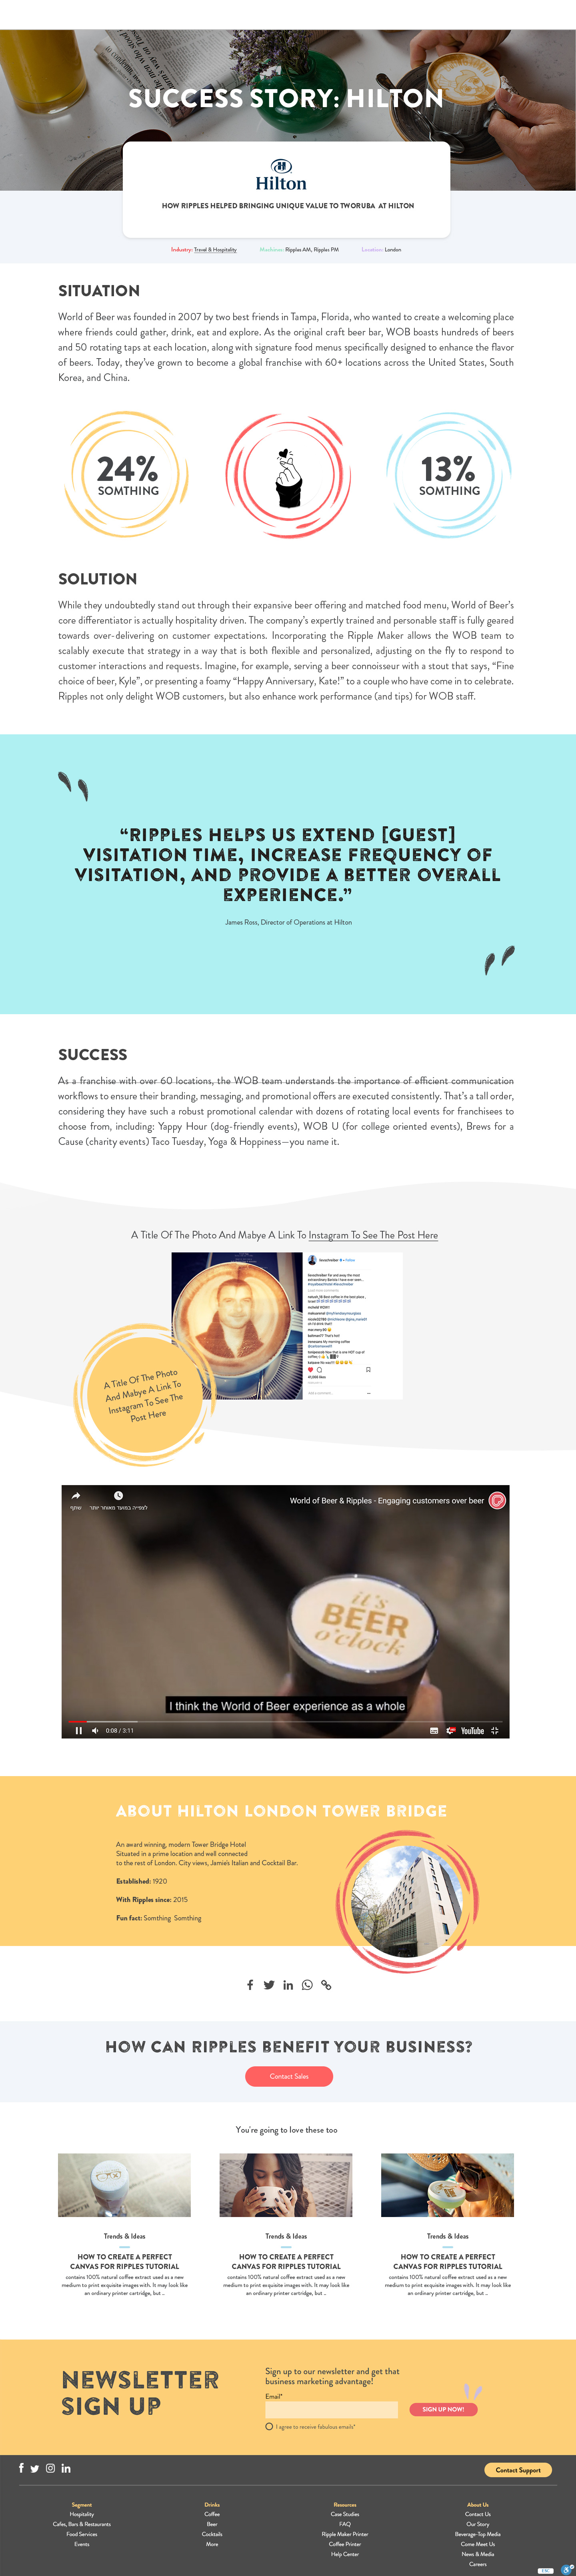 SUCCESS STORY: HILTON
Hilton
HOW RIPPLES HELPED BRINGING UNIQUE VALUE TO TWORUBA AT HILTON
Industry: Travel & Hospitality
Machines: Ripples AM, Ripples PM
Location: London
SITUATION
World of Beer was founded in 2007 by two best friends in Tampa, Florida, who wanted to create a welcoming place
where friends could gather, drink, eat and explore. As the original craft beer bar, WOB boasts hundreds of beers
and 50 rotating taps at each location, along with signature food menus specifically designed to enhance the flavor
of beers. Today, they've grown to become a global franchise with 60+ locations across the United States, South
Korea, and China.
24%
SOMTHING
13%
SOMTHING
SOLUTION
While they undoubtedly stand out through their expansive beer offering and matched food menu, World of Beer's
core differentiator is actually hospitality driven. The company's expertly trained and personable staff is fully geared
towards over-delivering on customer expectations. Incorporating the Ripple Maker allows the WOB team to
scalably execute that strategy in a way that is both flexible and personalized, adjusting on the fly to respond to
customer interactions and requests. Imagine, for example, serving a beer connoisseur with a stout that says, “Fine
choice of beer, Kyle”, or presenting a foamy “Happy Anniversary, Kate!” to a couple who have come in to celebrate.
Ripples not only delight WOB customers, but also enhance work performance (and tips) for WOB staff.
“RIPPLES HELPS US EXTEND [GUEST]
VISITATION TIME, INCREASE FREQUENCY OF
VISITATION, AND PROVIDE A BETTER OVERALL
EXPERIENCE.”
James Ross, Director of Operations at Hilton
SUCCESS
As a franchise with over 60 locations, the WOB team understands the importance of efficient communication
workflows to ensure their branding, messaging, and promotional offers are executed consistently. That's a tall order,
considering they have such a robust promotional calendar with dozens of rotating local events for franchisees to
choose from, including: Yappy Hour (dog-friendly events), WOB U (for college oriented events), Brews for a
Cause (charity events) Taco Tuesday, Yoga & Hoppiness—you name it.
A Title Of The Photo And Mabye A Link To Instagram To See The Post Here
A Title Of The Photo
And Mabye A Link To
Instagram To See The
Post Here
World of Beer & Ripples - Engaging customers over beer
שתף
לצפייה במועד מאוחר יותר
it's
BEER
o'clock
I think the World of Beer experience as a whole
0:08 / 3:11
YouTube
ABOUT HILTON LONDON TOWER BRIDGE
An award winning, modern Tower Bridge Hotel
Situated in a prime location and well connected
to the rest of London. City views, Jamie's Italian and Cocktail Bar.
Established: 1920
With Ripples since: 2015
Fun fact: Somthing Somthing
HOW CAN RIPPLES BENEFIT YOUR BUSINESS?
Contact Sales
You're going to love these too
Trends & Ideas
HOW TO CREATE A PERFECT
CANVAS FOR RIPPLES TUTORIAL
contains 100% natural coffee extract used as a new
medium to print exquisite images with. It may look like
an ordinary printer cartridge, but ..
Trends & Ideas
HOW TO CREATE A PERFECT
CANVAS FOR RIPPLES TUTORIAL
contains 100% natural coffee extract used as a new
medium to print exquisite images with. It may look like
an ordinary printer cartridge, but ..
Trends & Ideas
HOW TO CREATE A PERFECT
CANVAS FOR RIPPLES TUTORIAL
contains 100% natural coffee extract used as a new
medium to print exquisite images with. It may look like
an ordinary printer cartridge, but ..
NEWSLETTER
SIGN UP
Sign up to our newsletter and get that
business marketing advantage!
Email*
SIGN UP NOW!
I agree to receive fabulous emails*
Contact Support
Segment
Hospitality
Cafes, Bars & Restaurants
Food Services
Events
Drinks
Coffee
Beer
Cocktails
More
Resources
Case Studies
FAQ
Ripple Maker Printer
Coffee Printer
Help Center
About Us
Contact Us
Our Story
Beverage-Top Media
Come Meet Us
News & Media
Careers